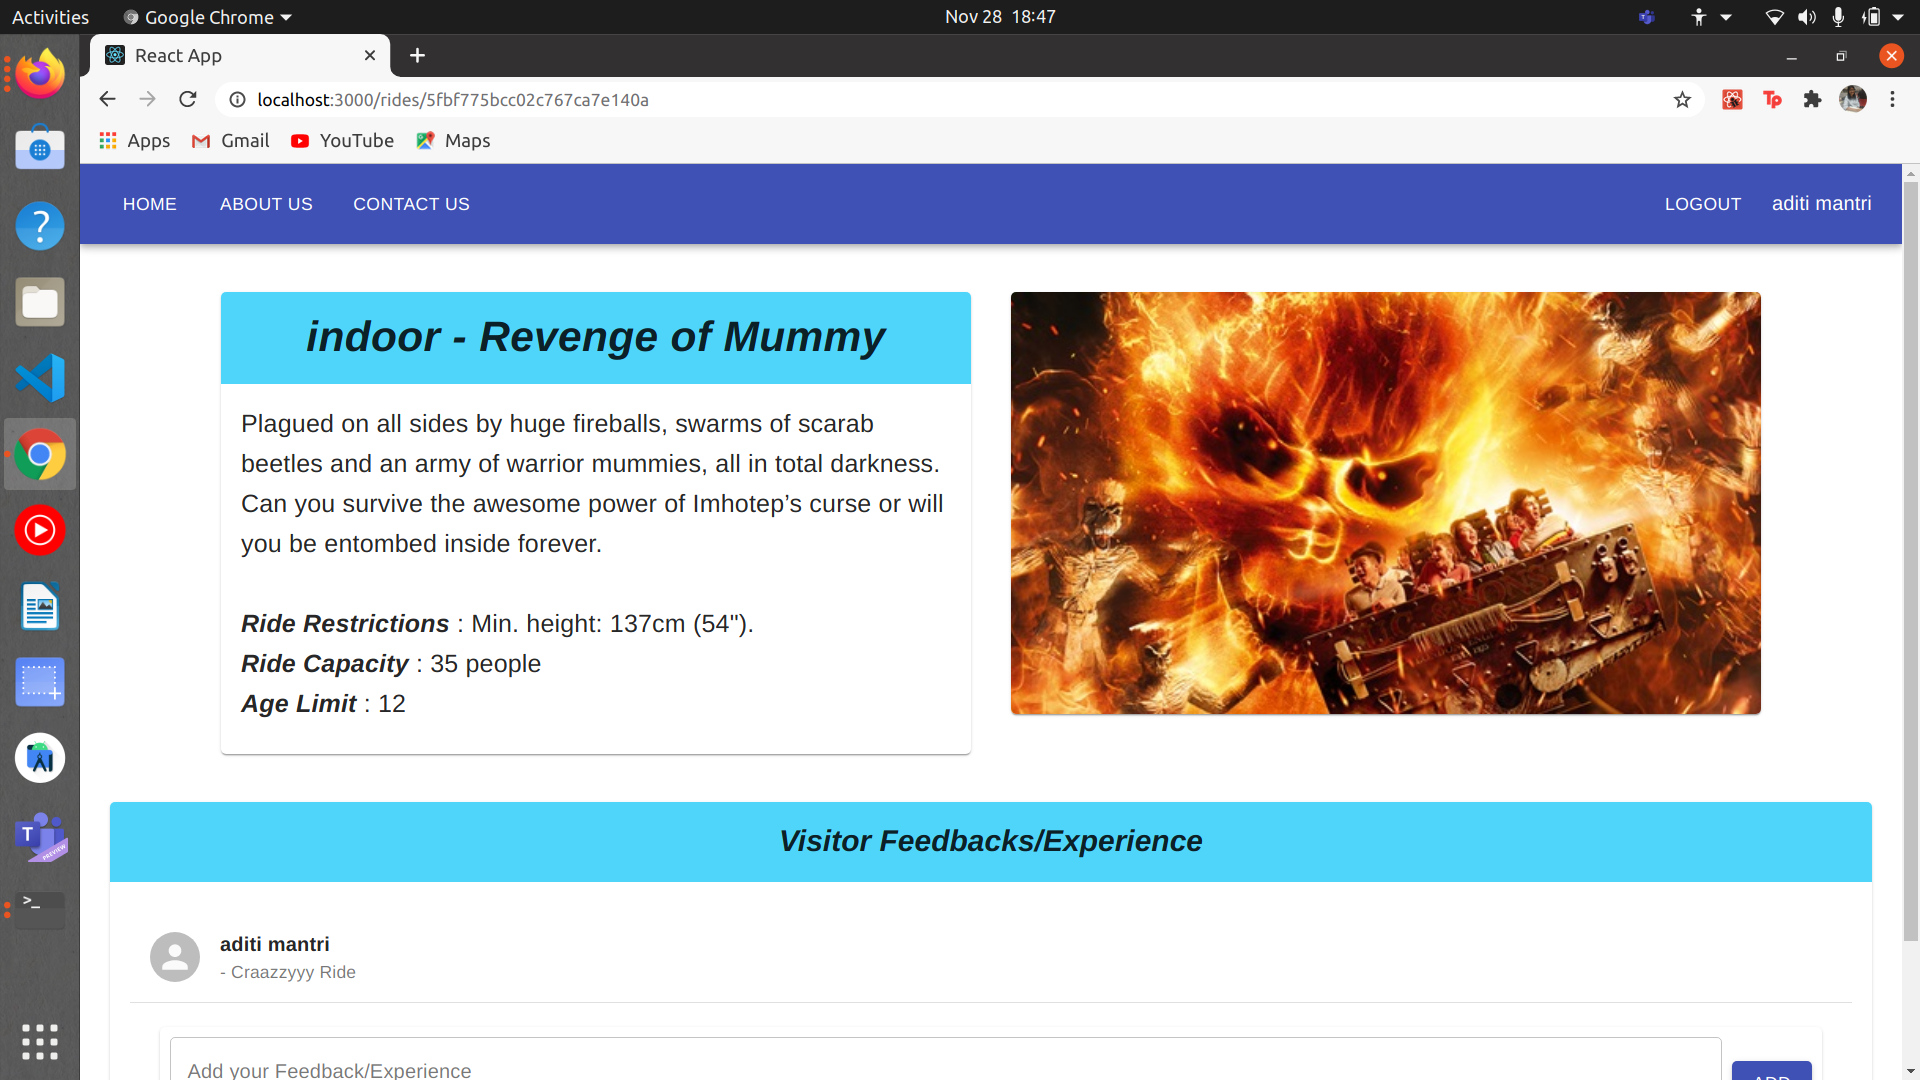 Activities Google Chrome Nov 28 18:47
React App
localhost:3000/rides/5fbf775bcc02c767ca7e140a
Apps Gmail YouTube Maps
HOME ABOUT US CONTACT US LOGOUT aditi mantri
indoor - Revenge of Mummy
Plagued on all sides by huge fireballs, swarms of scarab
beetles and an army of warrior mummies, all in total darkness.
Can you survive the awesome power of Imhotep’s curse or will
you be entombed inside forever.
Ride Restrictions : Min. height: 137cm (54").
Ride Capacity : 35 people
Age Limit : 12
Visitor Feedbacks/Experience
aditi mantri
- Craazzyyy Ride
Add your Feedback/Experience
ADD